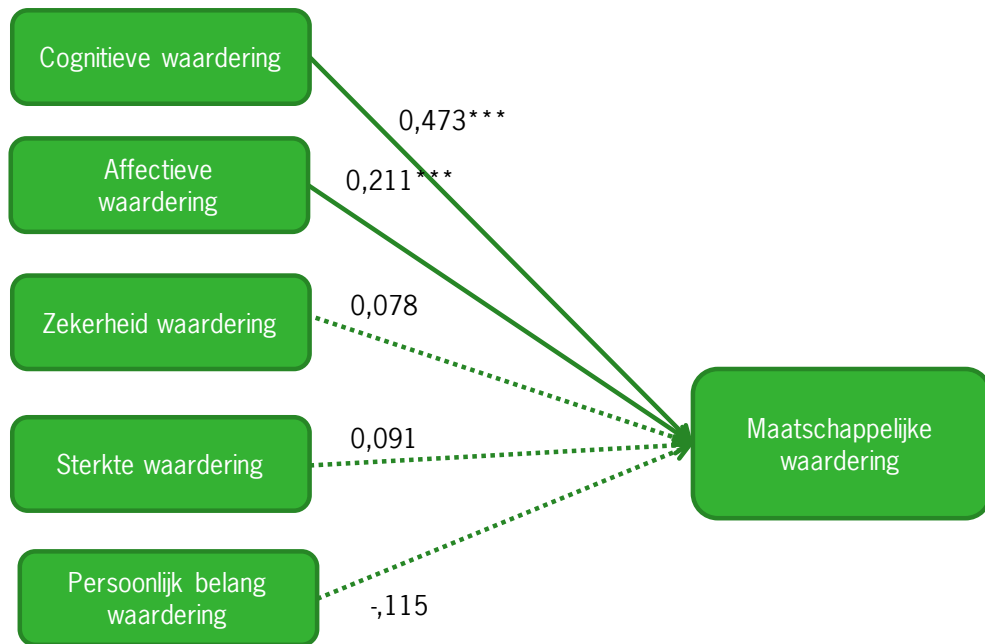 Cognitieve waardering
0,473***
Affectieve
waardering
0,211***
Zekerheid waardering
0,078
Sterkte waardering
0,091
Maatschappelijke
waardering
Persoonlijk belang
waardering
-,115